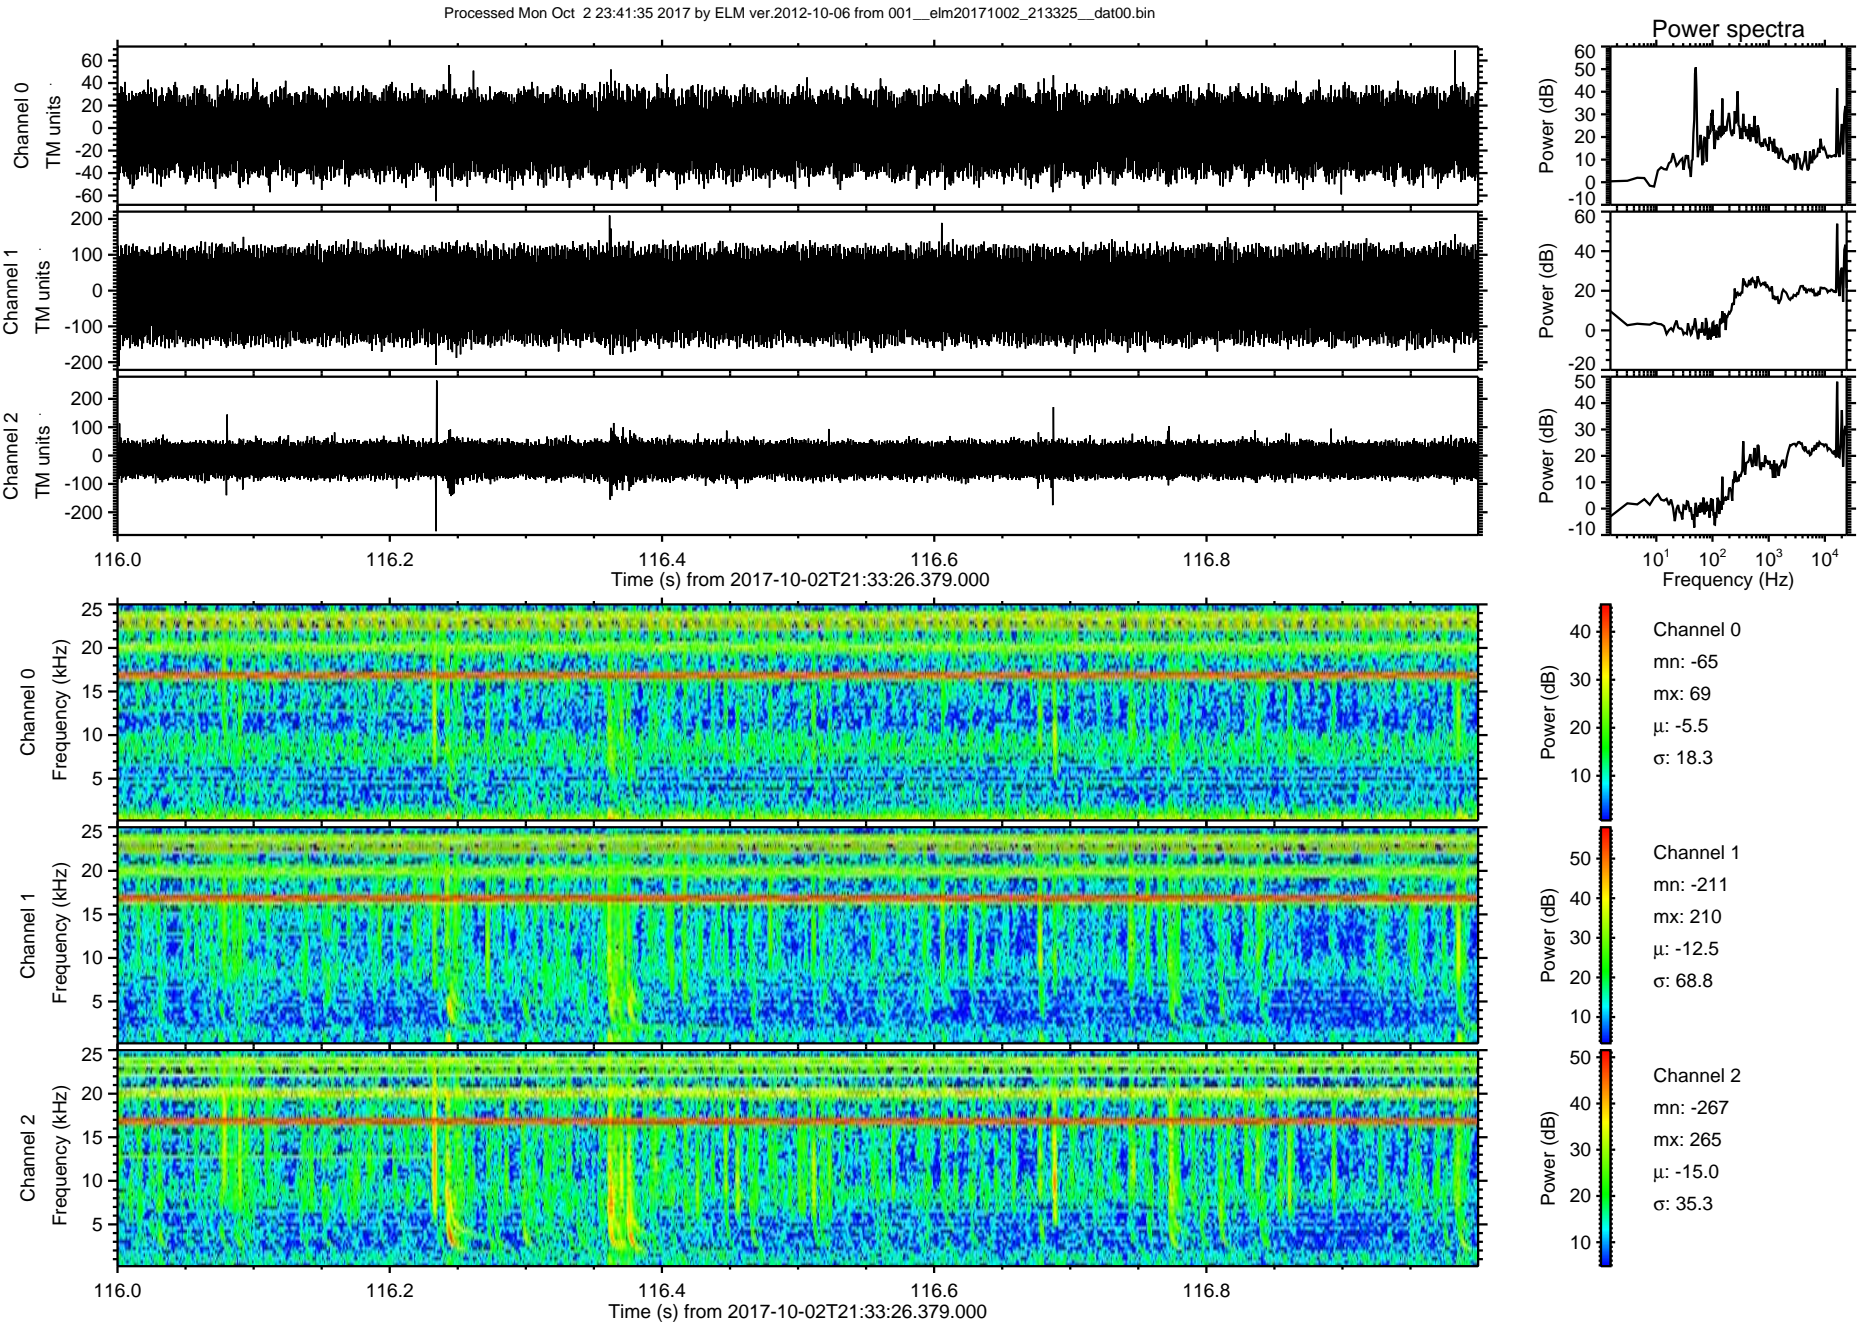 Processed Mon Oct 2 23:41:35 2017 by ELM ver.2012-10-06 from 001__elm20171002_213325__dat00.bin
Power spectra
Channel 0
TM units
60
40
20
0
-20
-40
-60
Power (dB)
60
50
40
30
20
10
0
-10
Channel 1
TM units
200
100
0
-100
-200
Power (dB)
60
40
20
0
-20
Channel 2
TM units
200
100
0
-100
-200
Power (dB)
50
40
30
20
10
0
-10
116.0 116.2 116.4 116.6 116.8
Time (s) from 2017-10-02T21:33:26.379.000
10¹ 10² 10³ 10⁴
Frequency (Hz)
Channel 0
Frequency (kHz)
25
20
15
10
5
Power (dB)
40
30
20
10
Channel 0
mn: -65
mx: 69
μ: -5.5
σ: 18.3
Channel 1
Frequency (kHz)
25
20
15
10
5
Power (dB)
50
40
30
20
10
Channel 1
mn: -211
mx: 210
μ: -12.5
σ: 68.8
Channel 2
Frequency (kHz)
25
20
15
10
5
Power (dB)
50
40
30
20
10
Channel 2
mn: -267
mx: 265
μ: -15.0
σ: 35.3
116.0 116.2 116.4 116.6 116.8
Time (s) from 2017-10-02T21:33:26.379.000